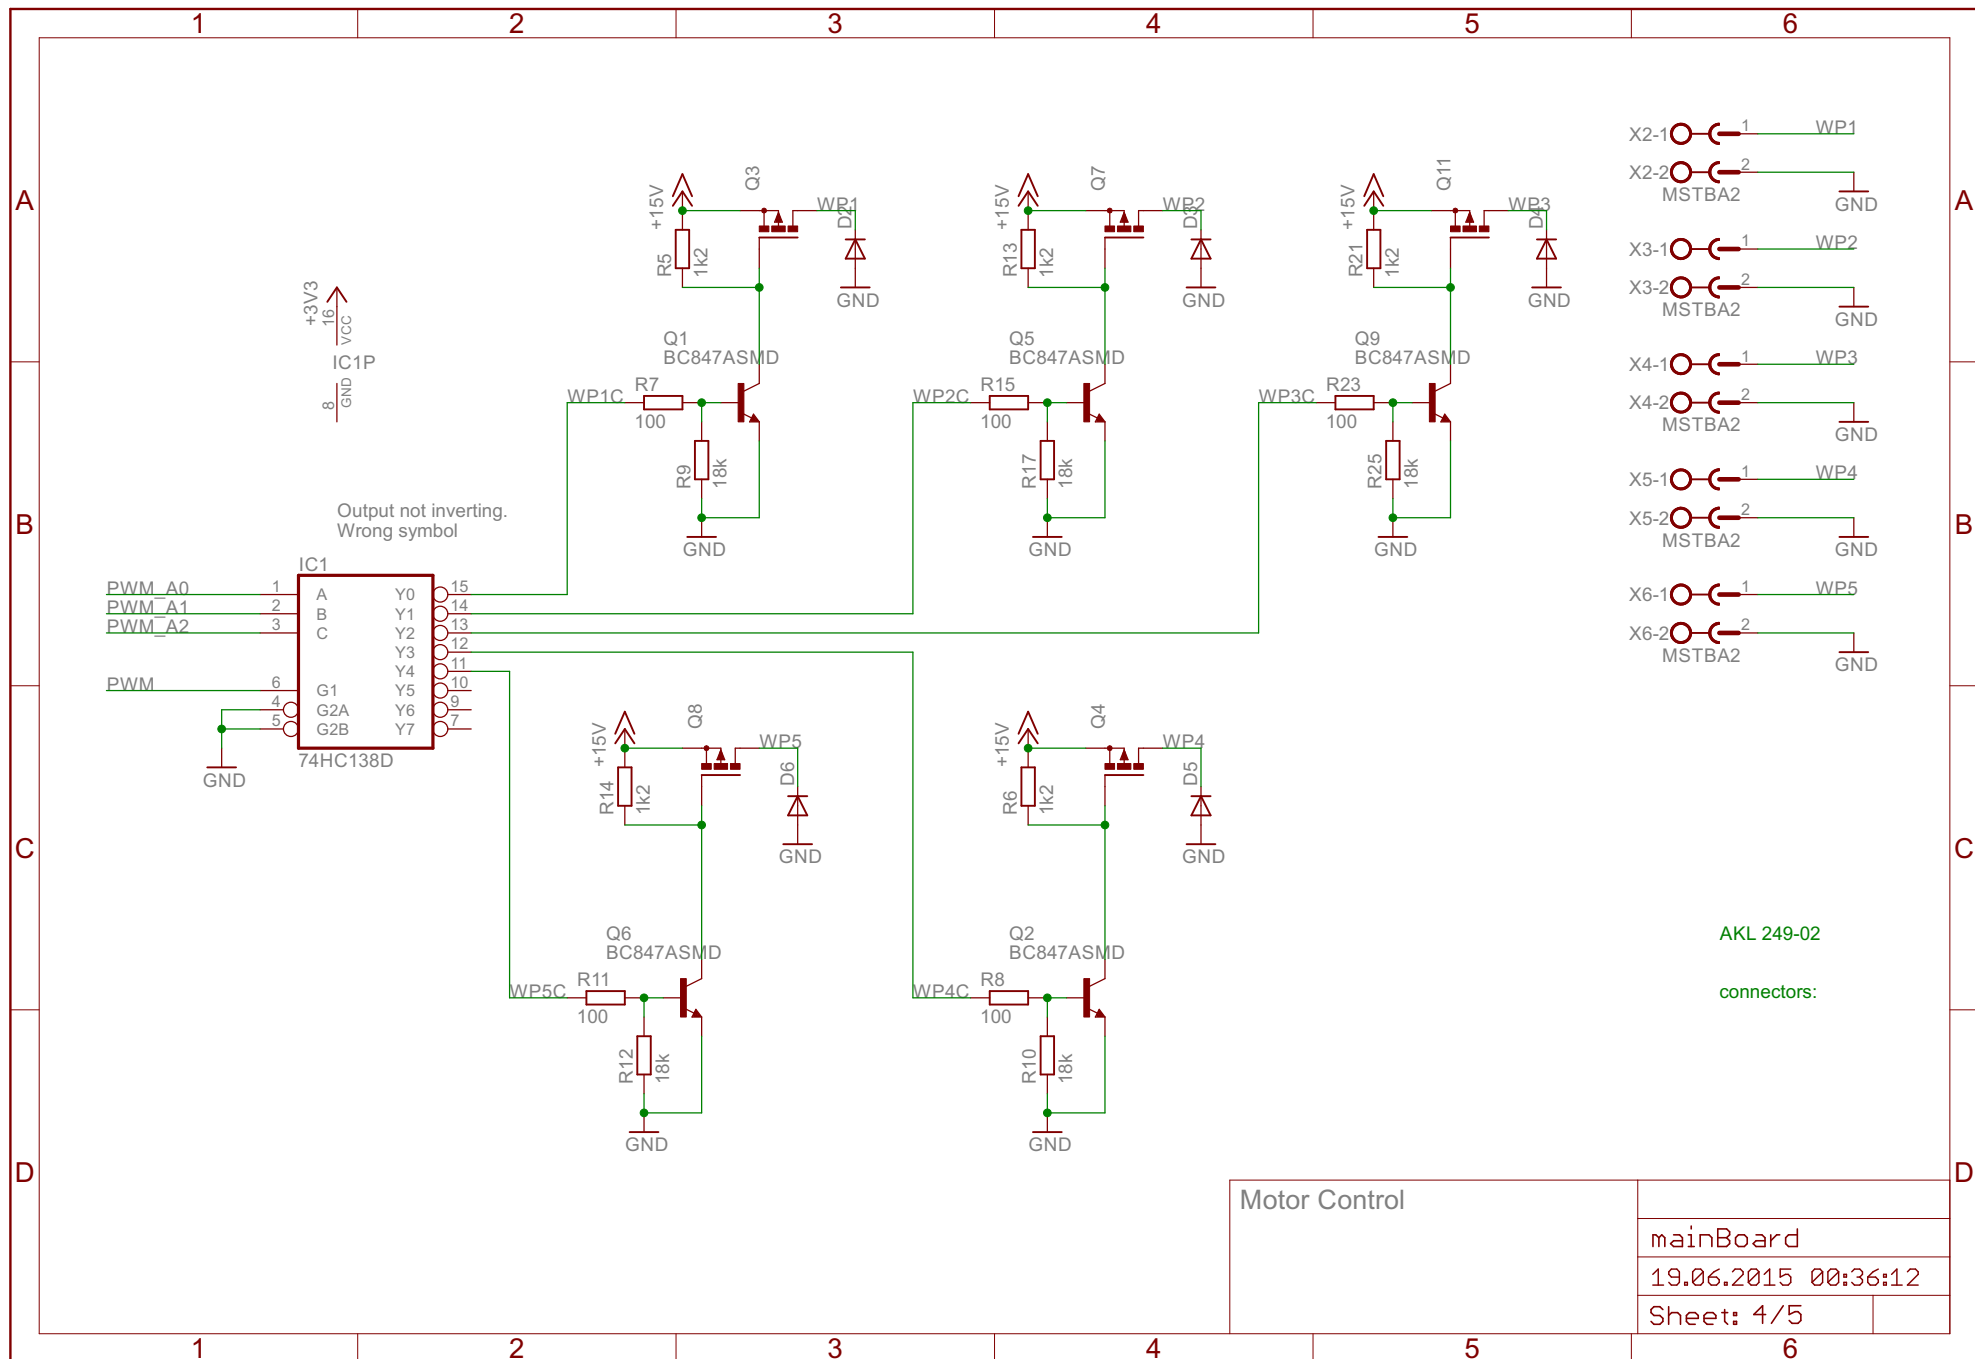 1 2 3 4 5 6
A A
B B
C C
D D
1 2 3 4 5 6
+3V3
16
VCC
IC1P
8
GND
Output not inverting.
Wrong symbol
IC1
PWM_A0 1 A Y0 15
PWM_A1 2 B Y1 14
PWM_A2 3 C Y2 13
Y3 12
Y4 11
PWM 6 G1 Y5 10
4 G2A Y6 9
5 G2B Y7 7
74HC138D
GND
+15V
Q3
WP1
D2
R5
1k2
GND
Q1
BC847ASMD
WP1C
R7
100
R9
18k
GND
+15V
Q7
WP2
D3
R13
1k2
GND
Q5
BC847ASMD
WP2C
R15
100
R17
18k
GND
+15V
Q11
WP3
D4
R21
1k2
GND
Q9
BC847ASMD
WP3C
R23
100
R25
18k
GND
+15V
Q8
WP5
D6
R14
1k2
GND
Q6
BC847ASMD
WP5C
R11
100
R12
18k
GND
+15V
Q4
WP4
D5
R6
1k2
GND
Q2
BC847ASMD
WP4C
R8
100
R10
18k
GND
X2-1 1 WP1
X2-2 2
MSTBA2 GND
X3-1 1 WP2
X3-2 2
MSTBA2 GND
X4-1 1 WP3
X4-2 2
MSTBA2 GND
X5-1 1 WP4
X5-2 2
MSTBA2 GND
X6-1 1 WP5
X6-2 2
MSTBA2 GND
AKL 249-02
connectors:
Motor Control
mainBoard
19.06.2015 00:36:12
Sheet: 4/5